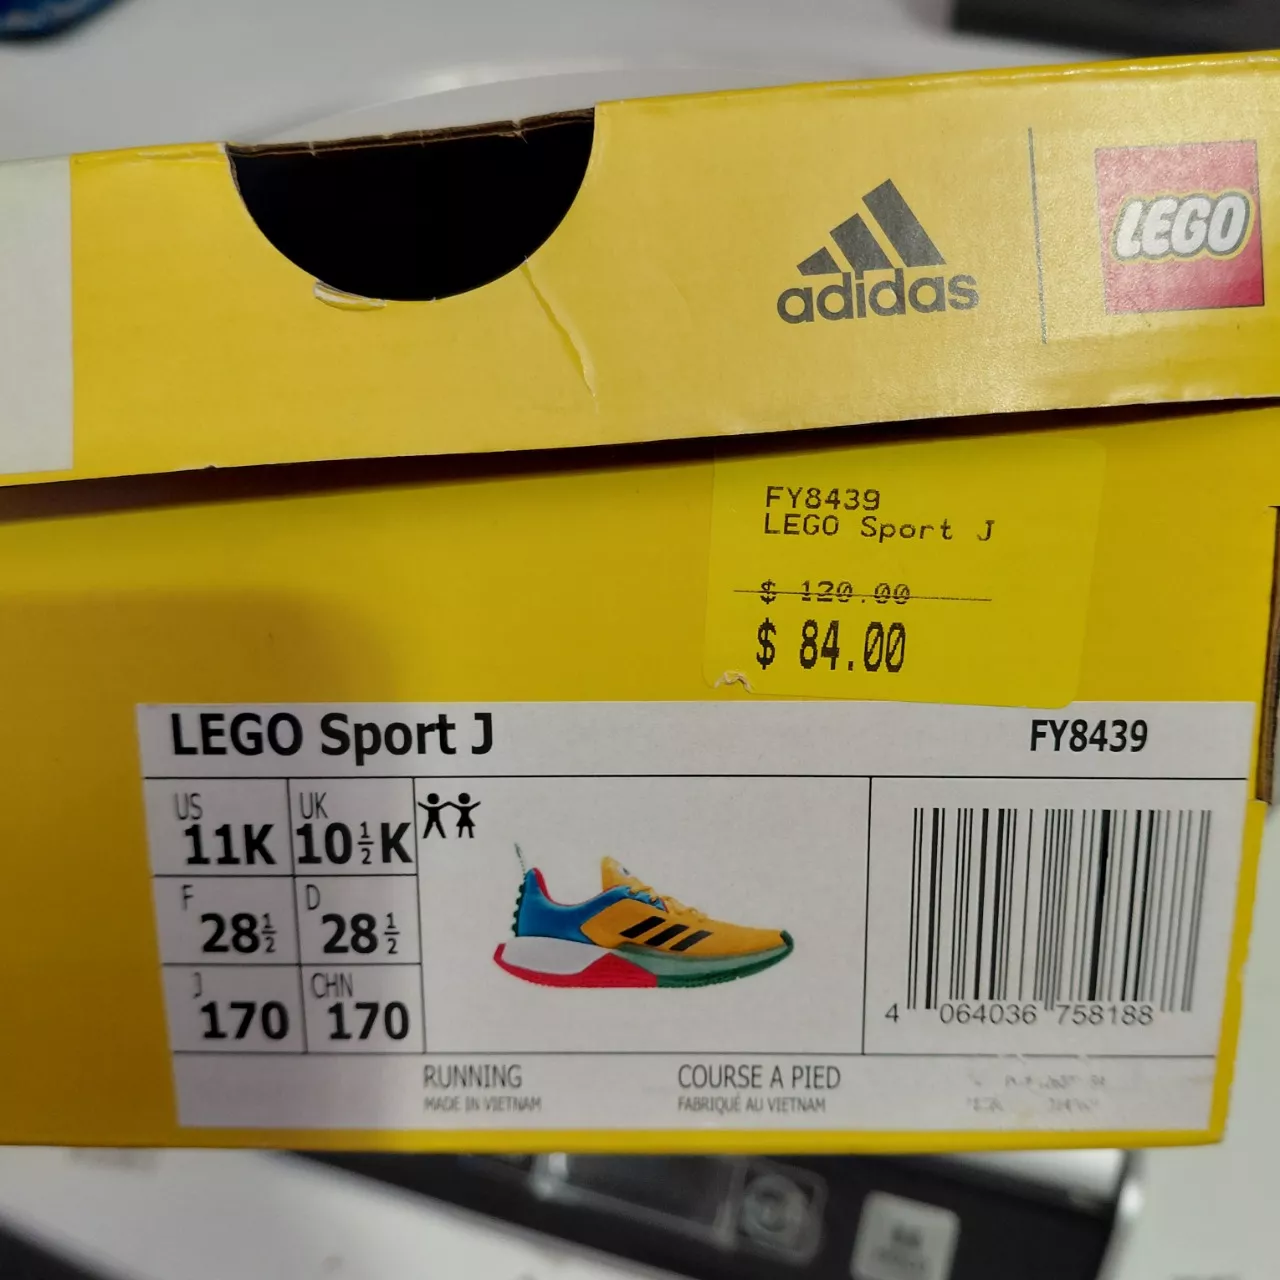 adidas
LEGO
FY8439
LEGO Sport J
$ 120.00
$ 84.00
LEGO Sport J
FY8439
US
11K
UK
10½K
F
28½
D
28½
J
170
CHN
170
4 064036 758188
RUNNING
MADE IN VIETNAM
COURSE A PIED
FABRIQUÉ AU VIETNAM